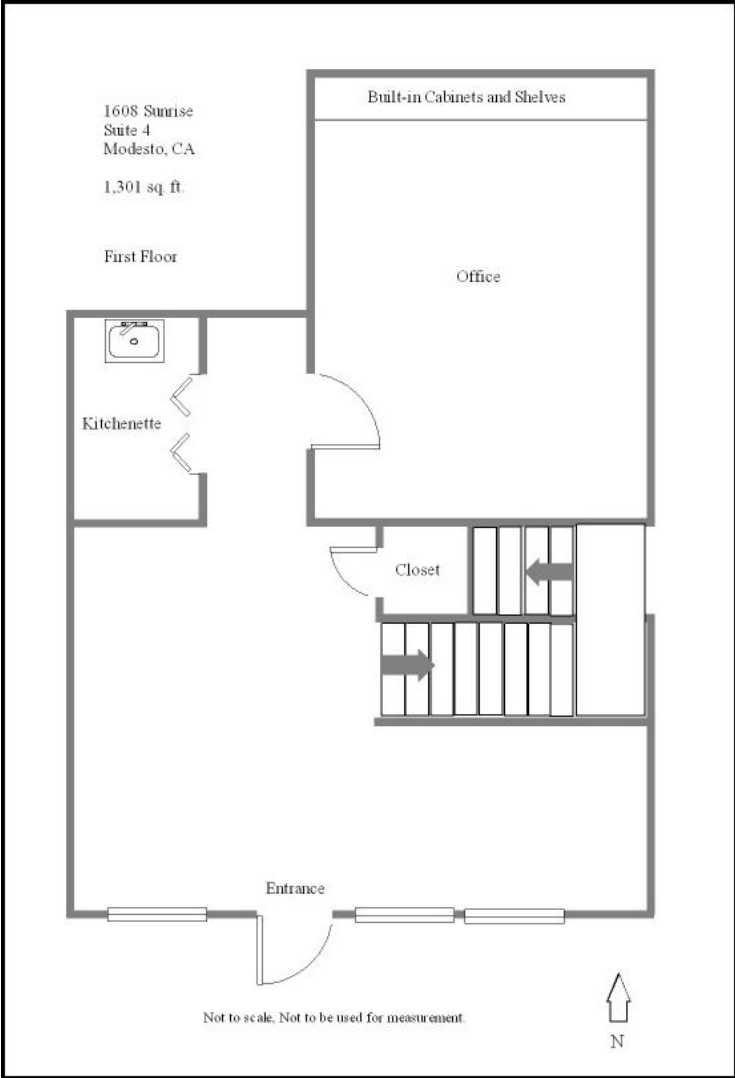 1608 Sunrise
Suite 4
Modesto, CA
1,301 sq. ft.
First Floor
Built-in Cabinets and Shelves
Office
Kitchenette
Closet
Entrance
Not to scale, Not to be used for measurement.
N